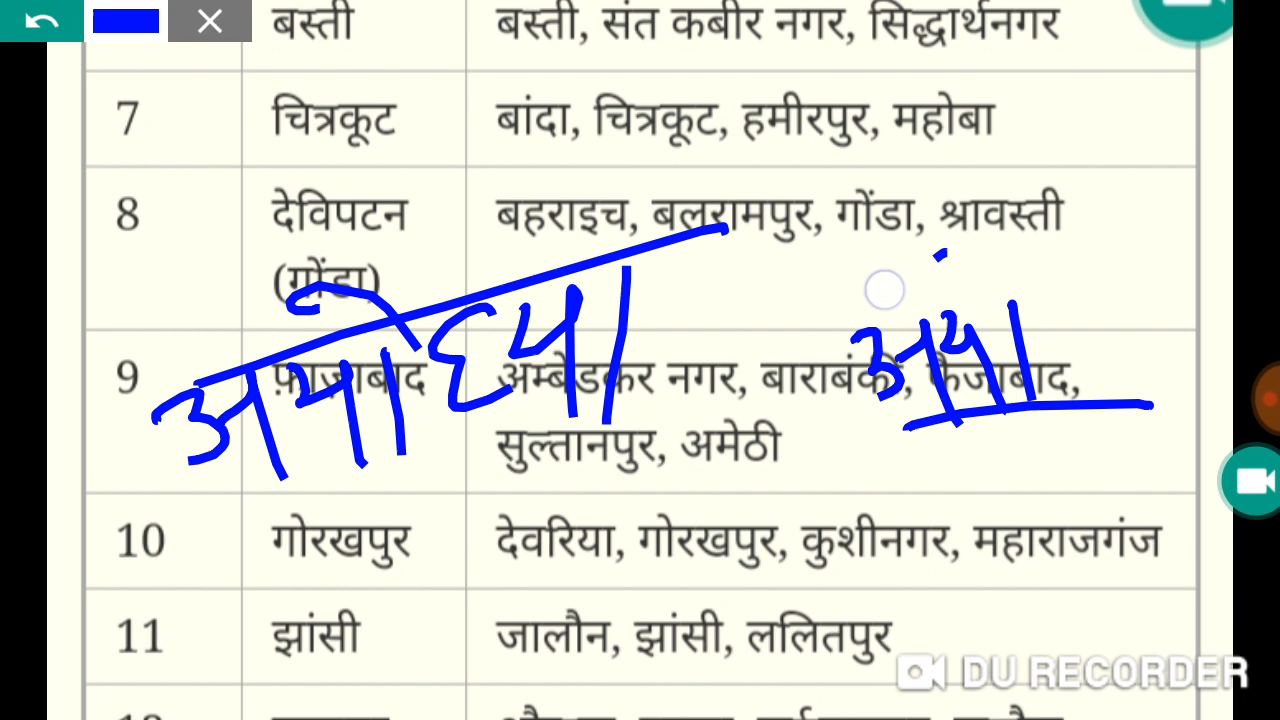 बस्ती बस्ती, संत कबीर नगर, सिद्धार्थनगर
7 चित्रकूट बांदा, चित्रकूट, हमीरपुर, महोबा
8 देविपटन बहराइच, बलरामपुर, गोंडा, श्रावस्ती
(गोंडा)
अयोध्या
9 फ़ाज़ाबाद अम्बेडकर नगर, बाराबंकी, फैजाबाद,
सुल्तानपुर, अमेठी
10 गोरखपुर देवरिया, गोरखपुर, कुशीनगर, महाराजगंज
11 झांसी जालौन, झांसी, ललितपुर
DU RECORDER